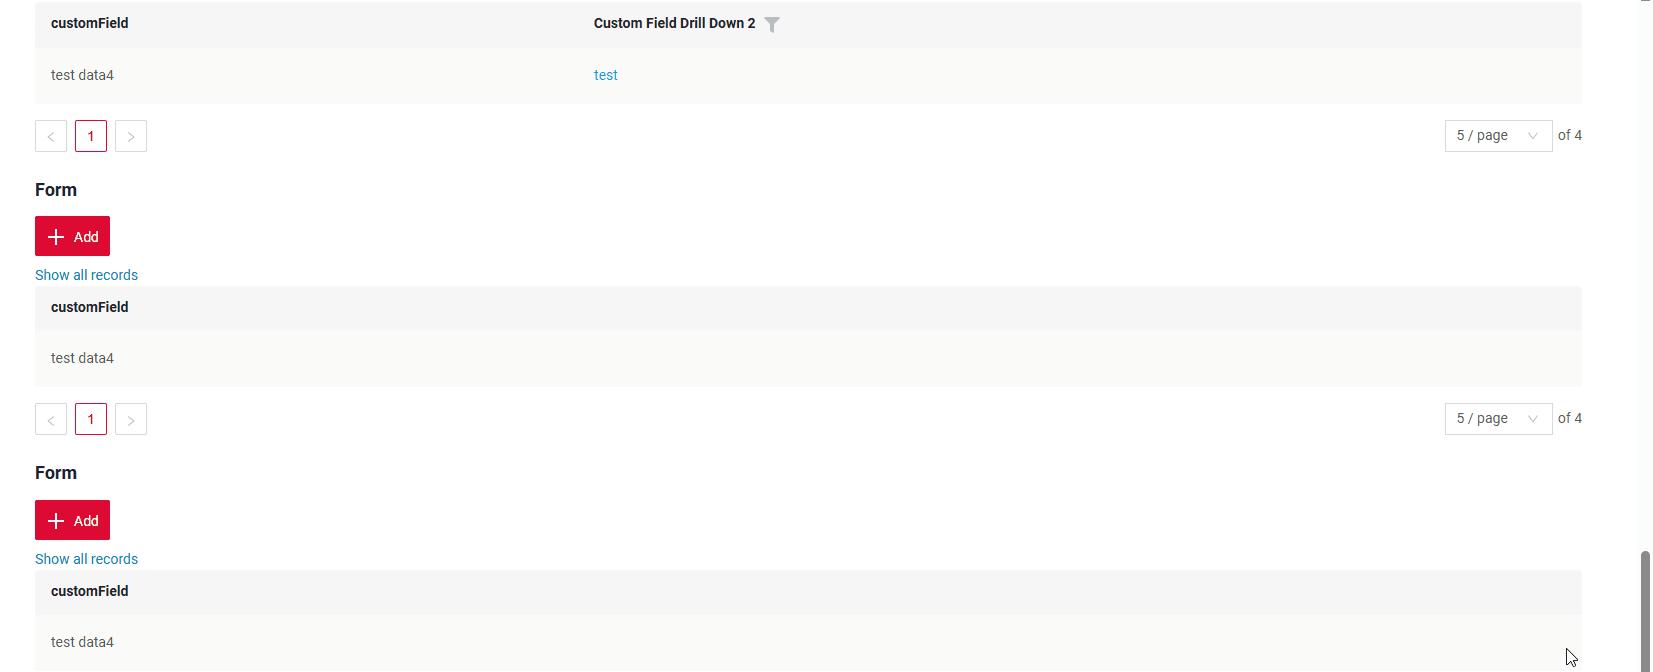 customField Custom Field Drill Down 2
test data4 test
< 1 > 5 / page of 4
Form
+ Add
Show all records
customField
test data4
< 1 > 5 / page of 4
Form
+ Add
Show all records
customField
test data4